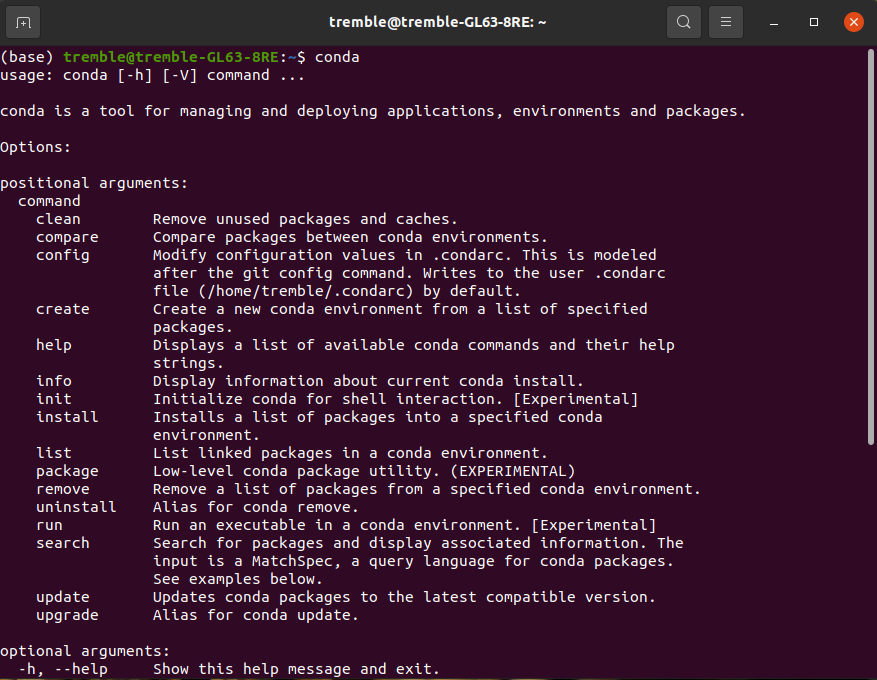 tremble@tremble-GL63-8RE: ~
(base) tremble@tremble-GL63-8RE:~$ conda
usage: conda [-h] [-V] command ...

conda is a tool for managing and deploying applications, environments and packages.

Options:

positional arguments:
  command
    clean        Remove unused packages and caches.
    compare      Compare packages between conda environments.
    config       Modify configuration values in .condarc. This is modeled
                 after the git config command. Writes to the user .condarc
                 file (/home/tremble/.condarc) by default.
    create       Create a new conda environment from a list of specified
                 packages.
    help         Displays a list of available conda commands and their help
                 strings.
    info         Display information about current conda install.
    init         Initialize conda for shell interaction. [Experimental]
    install      Installs a list of packages into a specified conda
                 environment.
    list         List linked packages in a conda environment.
    package      Low-level conda package utility. (EXPERIMENTAL)
    remove       Remove a list of packages from a specified conda environment.
    uninstall    Alias for conda remove.
    run          Run an executable in a conda environment. [Experimental]
    search       Search for packages and display associated information. The
                 input is a MatchSpec, a query language for conda packages.
                 See examples below.
    update       Updates conda packages to the latest compatible version.
    upgrade      Alias for conda update.

optional arguments:
  -h, --help     Show this help message and exit.